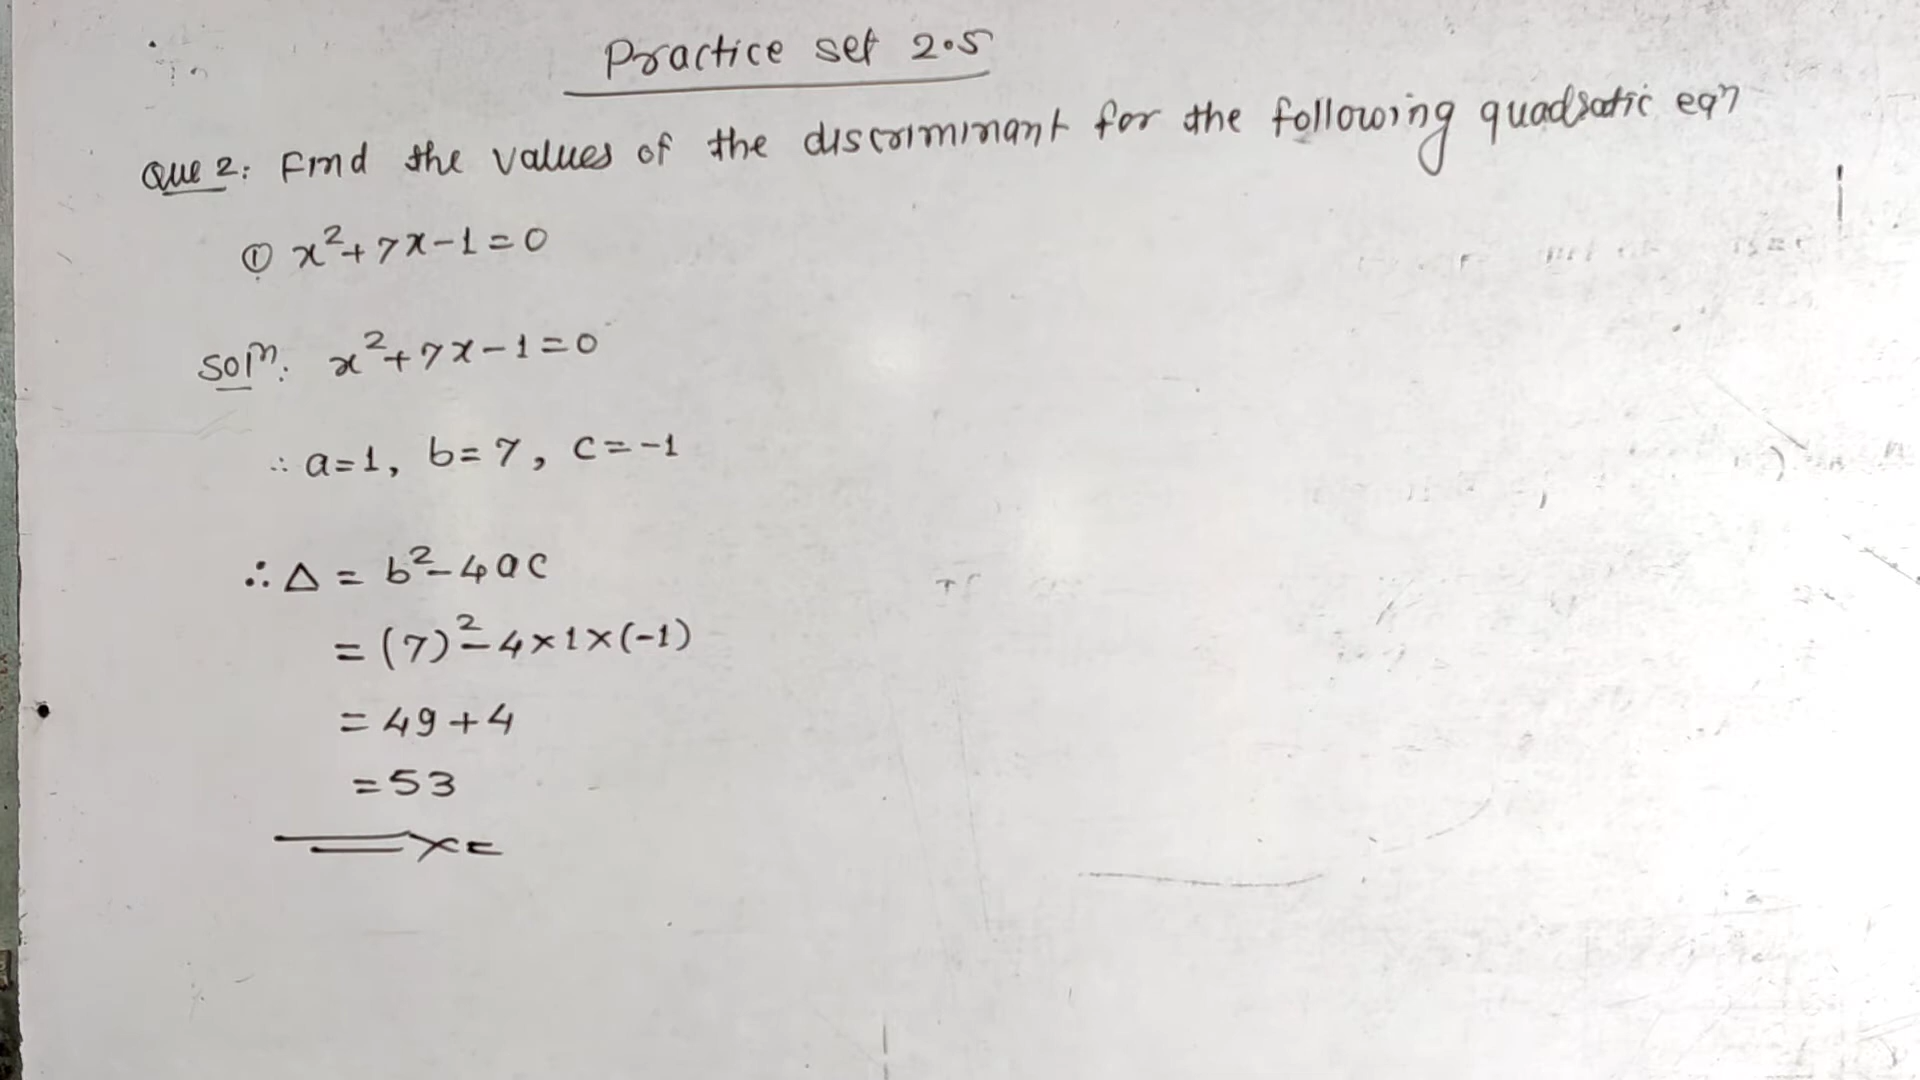 Practice set 2.5
Que 2: Find the values of the discriminant for the following quadratic eqn
① x²+7x-1=0
Soln: x²+7x-1=0
∴ a=1, b=7, c=-1
∴ △ = b²-4ac
= (7)²-4×1×(-1)
= 49+4
=53